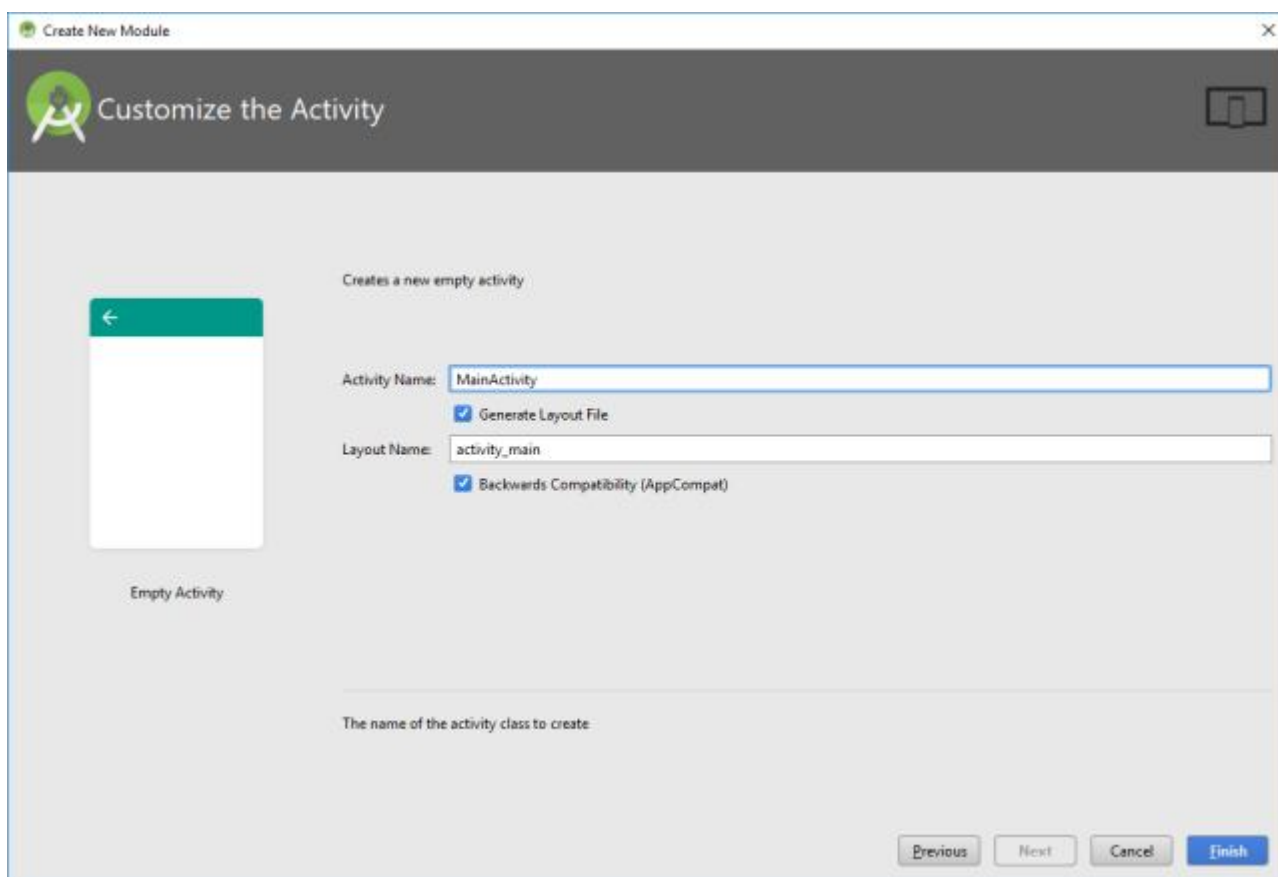 Create New Module
Customize the Activity
Creates a new empty activity
Activity Name: MainActivity
Generate Layout File
Layout Name: activity_main
Backwards Compatibility (AppCompat)
Empty Activity
The name of the activity class to create
Previous Next Cancel Finish